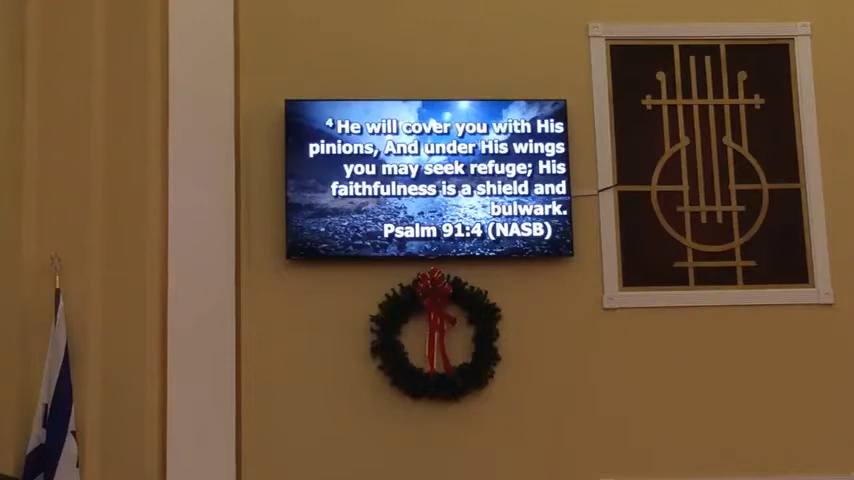 4 He will cover you with His
pinions, And under His wings
you may seek refuge; His
faithfulness is a shield and
bulwark.
Psalm 91:4 (NASB)